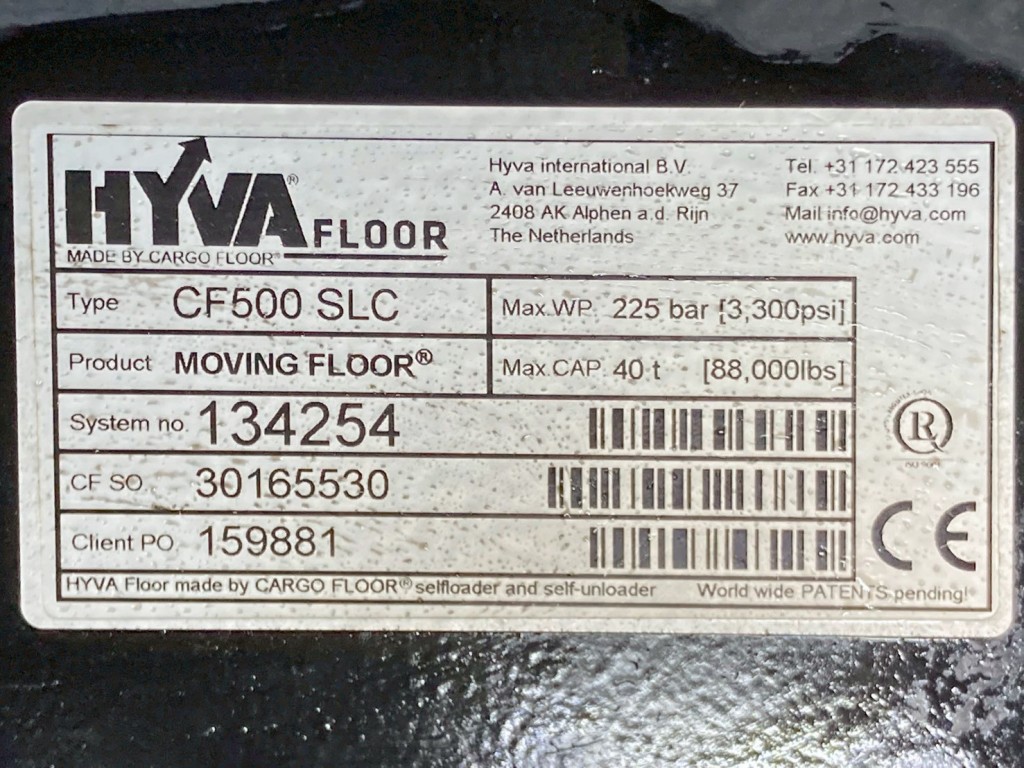 HYVA® FLOOR
MADE BY CARGO FLOOR®
Hyva international B.V.
A. van Leeuwenhoekweg 37
2408 AK Alphen a.d. Rijn
The Netherlands
Tel. +31 172 423 555
Fax +31 172 433 196
Mail info@hyva.com
www.hyva.com
Type CF500 SLC
Max.WP. 225 bar [3,300psi]
Product MOVING FLOOR®
Max.CAP. 40 t [88,000lbs]
System no. 134254
CF SO. 30165530
Client PO. 159881
R
CE
HYVA Floor made by CARGO FLOOR® selfloader and self-unloader World wide PATENTS pending!